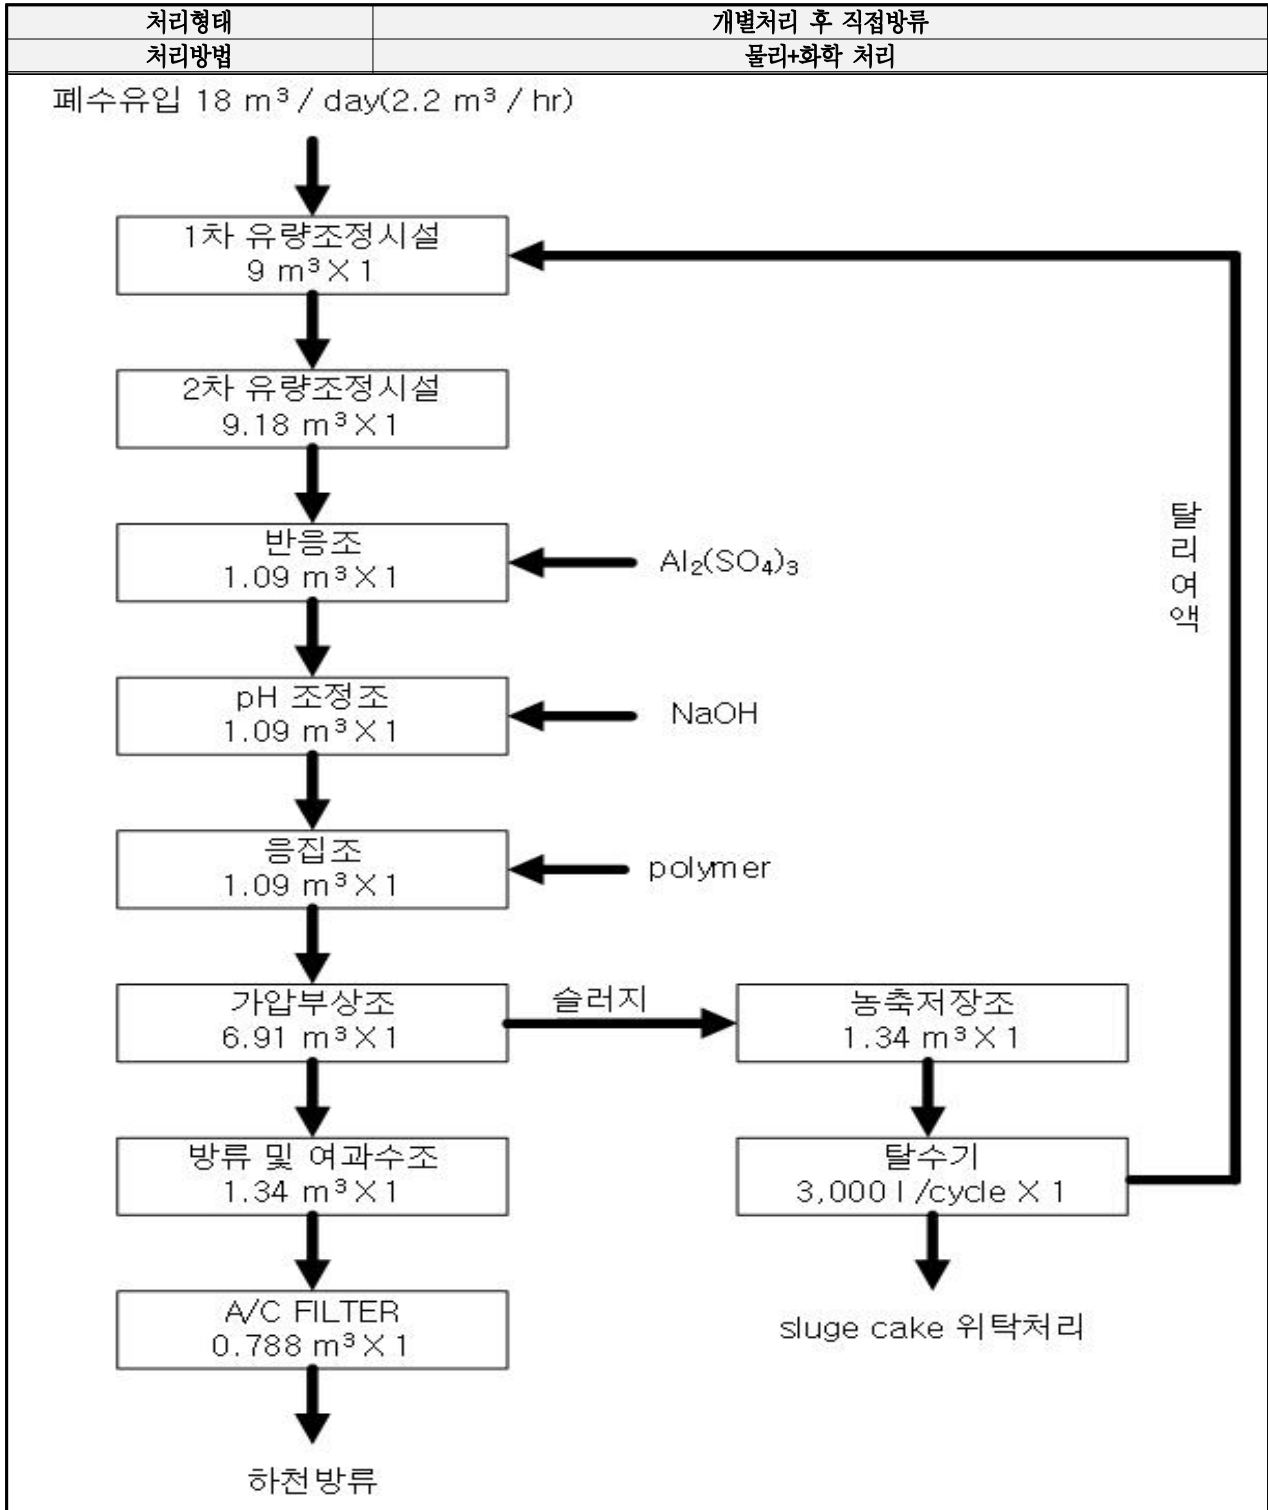 처리형태 개별처리 후 직접방류
처리방법 물리+화학 처리
폐수유입 18 m³ / day(2.2 m³ / hr)
1차 유량조정시설
9 m³ X 1
2차 유량조정시설
9.18 m³ X 1
반응조
1.09 m³ X 1
Al₂(SO₄)₃
pH 조정조
1.09 m³ X 1
NaOH
응집조
1.09 m³ X 1
polymer
가압부상조
6.91 m³ X 1
슬러지
농축저장조
1.34 m³ X 1
방류 및 여과수조
1.34 m³ X 1
탈수기
3,000 l /cycle X 1
탈
리
여
액
A/C FILTER
0.788 m³ X 1
sluge cake 위탁처리
하천방류